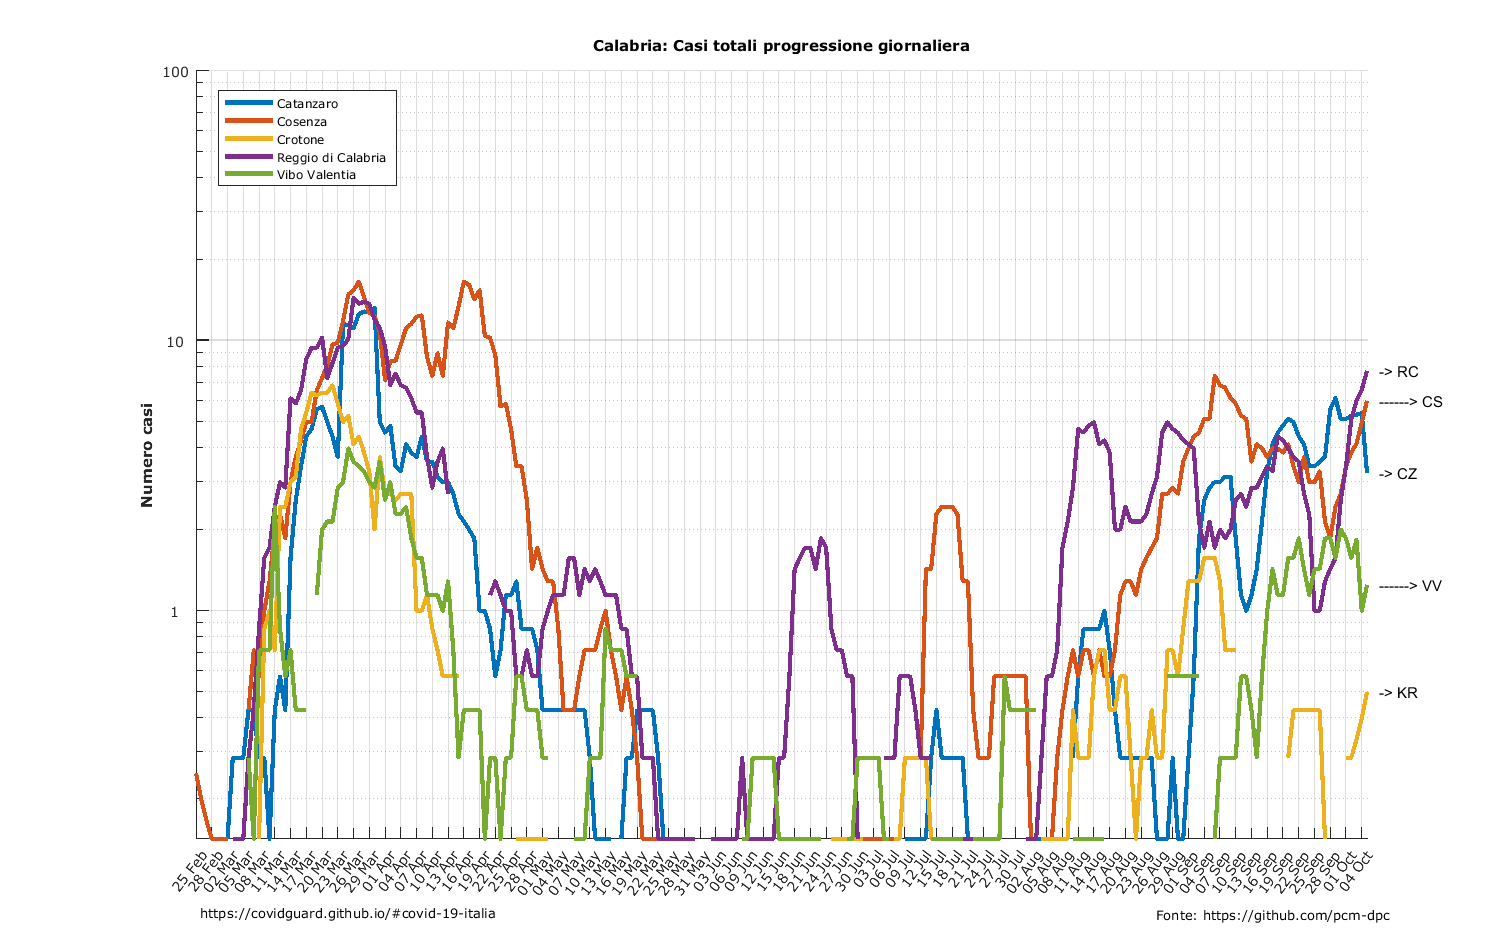 Calabria: Casi totali progressione giornaliera
100
10
1
Numero casi
Catanzaro
Cosenza
Crotone
Reggio di Calabria
Vibo Valentia
-> RC
------> CS
-> CZ
------> VV
-> KR
25 Feb
28 Feb
02 Mar
05 Mar
08 Mar
11 Mar
14 Mar
17 Mar
20 Mar
23 Mar
26 Mar
29 Mar
01 Apr
04 Apr
07 Apr
10 Apr
13 Apr
16 Apr
19 Apr
22 Apr
25 Apr
28 Apr
01 May
04 May
07 May
10 May
13 May
16 May
19 May
22 May
25 May
28 May
31 May
03 Jun
06 Jun
09 Jun
12 Jun
15 Jun
18 Jun
21 Jun
24 Jun
27 Jun
30 Jun
03 Jul
06 Jul
09 Jul
12 Jul
15 Jul
18 Jul
21 Jul
24 Jul
27 Jul
30 Jul
02 Aug
05 Aug
08 Aug
11 Aug
14 Aug
17 Aug
20 Aug
23 Aug
26 Aug
29 Aug
01 Sep
04 Sep
07 Sep
10 Sep
13 Sep
16 Sep
19 Sep
22 Sep
25 Sep
28 Sep
01 Oct
04 Oct
https://covidguard.github.io/#covid-19-italia
Fonte: https://github.com/pcm-dpc